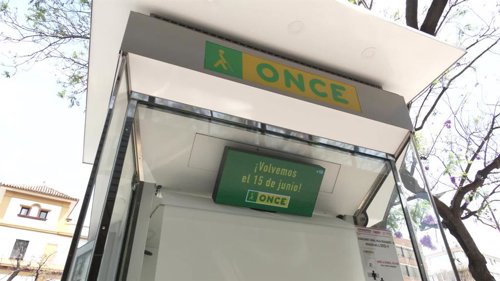 ONCE
¡Volvemos
el 15 de junio!
ONCE